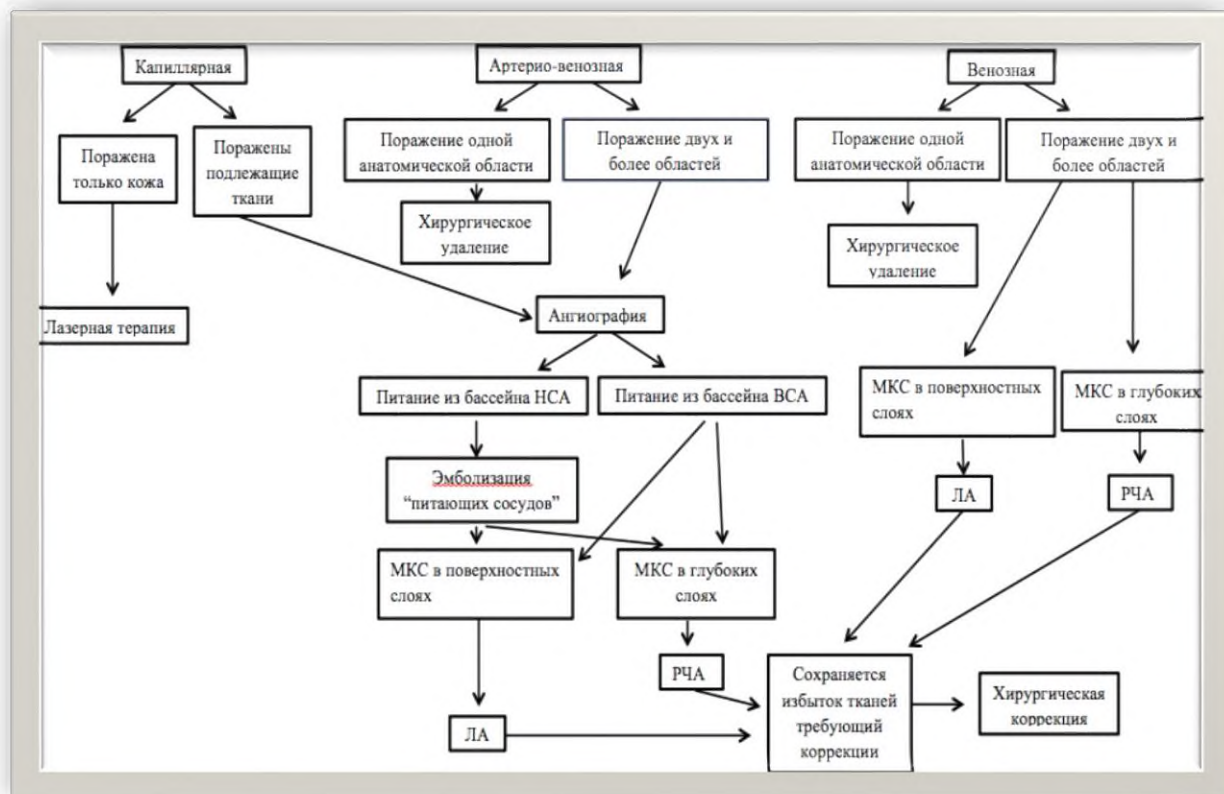 Капиллярная
Артерио-венозная
Венозная
Поражена
только кожа
Поражены
подлежащие
ткани
Поражение одной
анатомической области
Поражение двух и
более областей
Поражение одной
анатомической области
Поражение двух и
более областей
Хирургическое
удаление
Хирургическое
удаление
Лазерная терапия
Ангиография
Питание из бассейна НСА
Питание из бассейна ВСА
МКС в поверхностных
слоях
МКС в глубоких
слоях
Эмболизация
“питающих сосудов”
ЛА
РЧА
МКС в поверхностных
слоях
МКС в глубоких
слоях
РЧА
ЛА
Сохраняется
избыток тканей
требующий
коррекции
Хирургическая
коррекция